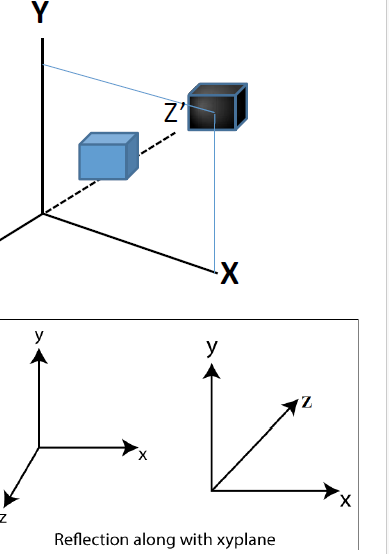 Y
Z'
X
y
x
z
y
z
x
Reflection along with xyplane